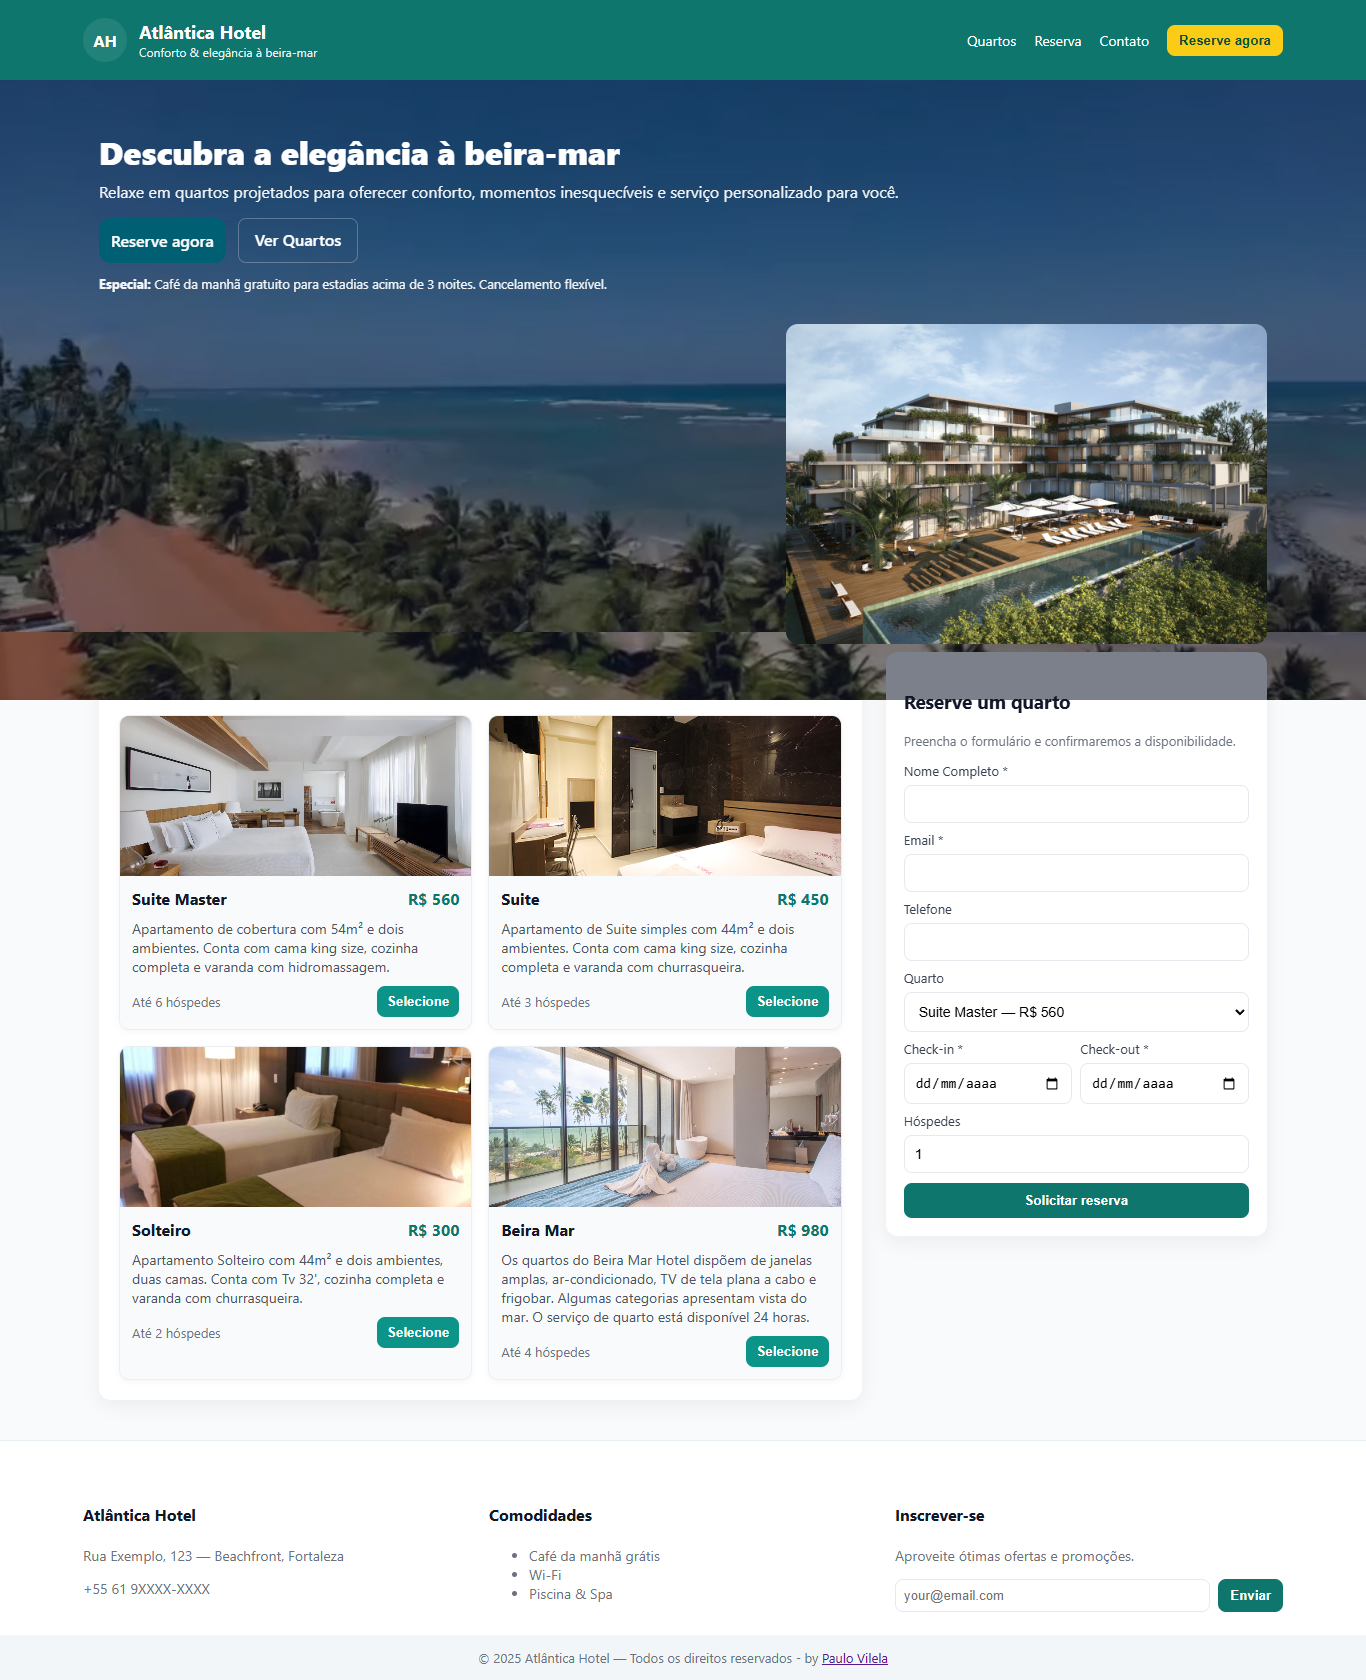 AH
Atlântica Hotel
Conforto & elegância à beira-mar
Quartos
Reserva
Contato
Reserve agora
Descubra a elegância à beira-mar
Relaxe em quartos projetados para oferecer conforto, momentos inesquecíveis e serviço personalizado para você.
Reserve agora
Ver Quartos
Especial: Café da manhã gratuito para estadias acima de 3 noites. Cancelamento flexível.
Suite Master
R$ 560
Apartamento de cobertura com 54m² e dois
ambientes. Conta com cama king size, cozinha
completa e varanda com hidromassagem.
Até 6 hóspedes
Selecione
Suite
R$ 450
Apartamento de Suite simples com 44m² e dois
ambientes. Conta com cama king size, cozinha
completa e varanda com churrasqueira.
Até 3 hóspedes
Selecione
Solteiro
R$ 300
Apartamento Solteiro com 44m² e dois ambientes,
duas camas. Conta com Tv 32', cozinha completa e
varanda com churrasqueira.
Até 2 hóspedes
Selecione
Beira Mar
R$ 980
Os quartos do Beira Mar Hotel dispõem de janelas
amplas, ar-condicionado, TV de tela plana a cabo e
frigobar. Algumas categorias apresentam vista do
mar. O serviço de quarto está disponível 24 horas.
Até 4 hóspedes
Selecione
Reserve um quarto
Preencha o formulário e confirmaremos a disponibilidade.
Nome Completo *
Email *
Telefone
Quarto
Suite Master — R$ 560
Check-in *
Check-out *
dd/mm/aaaa
dd/mm/aaaa
Hóspedes
1
Solicitar reserva
Atlântica Hotel
Rua Exemplo, 123 — Beachfront, Fortaleza
+55 61 9XXXX-XXXX
Comodidades
• Café da manhã grátis
• Wi-Fi
• Piscina & Spa
Inscrever-se
Aproveite ótimas ofertas e promoções.
your@email.com
Enviar
© 2025 Atlântica Hotel — Todos os direitos reservados - by Paulo Vilela